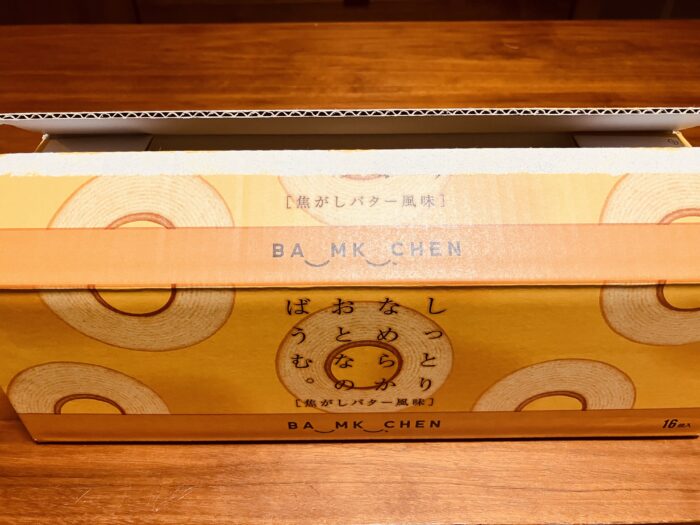 [焦がしバター風味]
BA‿MK‿CHEN
しっとり
なめらか
おとなの
ばうむ。
[焦がしバター風味]
BA‿MK‿CHEN
16個入